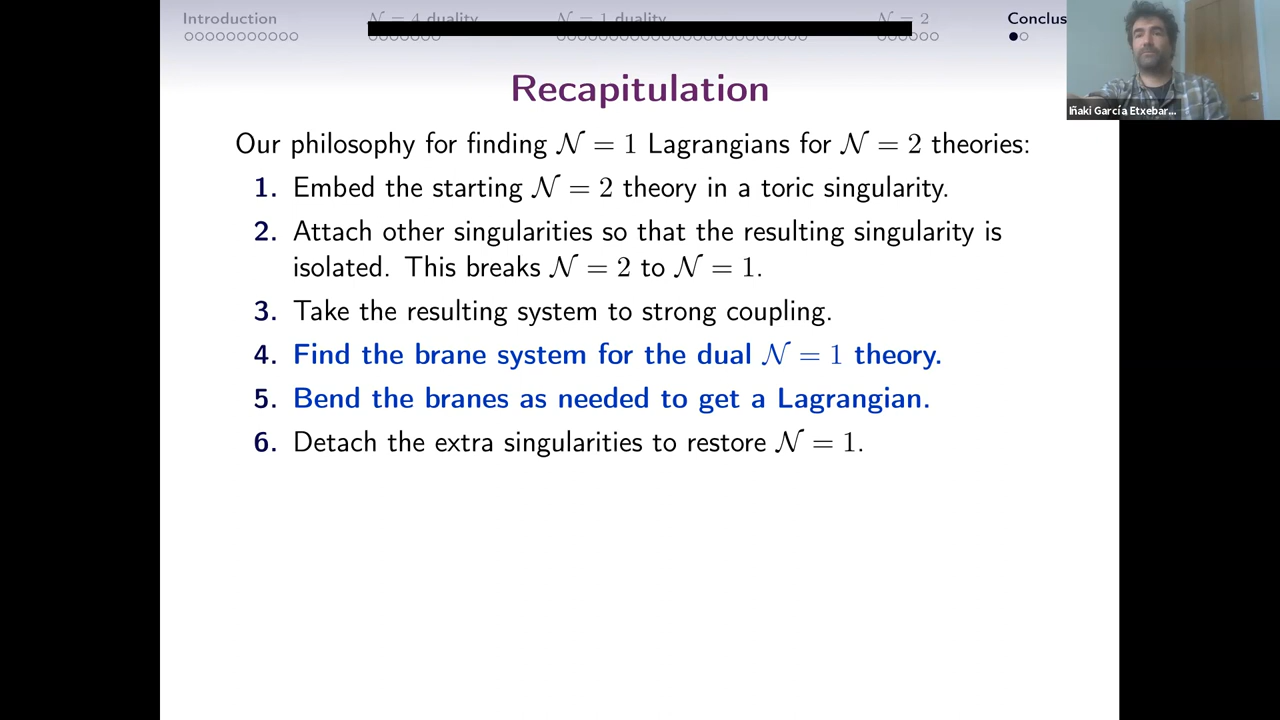 Introduction
N = 4 duality
N = 1 duality
N = 2
Conclus
Iñaki García Etxebar...
Recapitulation
Our philosophy for finding N = 1 Lagrangians for N = 2 theories:
1. Embed the starting N = 2 theory in a toric singularity.
2. Attach other singularities so that the resulting singularity is
isolated. This breaks N = 2 to N = 1.
3. Take the resulting system to strong coupling.
4. Find the brane system for the dual N = 1 theory.
5. Bend the branes as needed to get a Lagrangian.
6. Detach the extra singularities to restore N = 1.